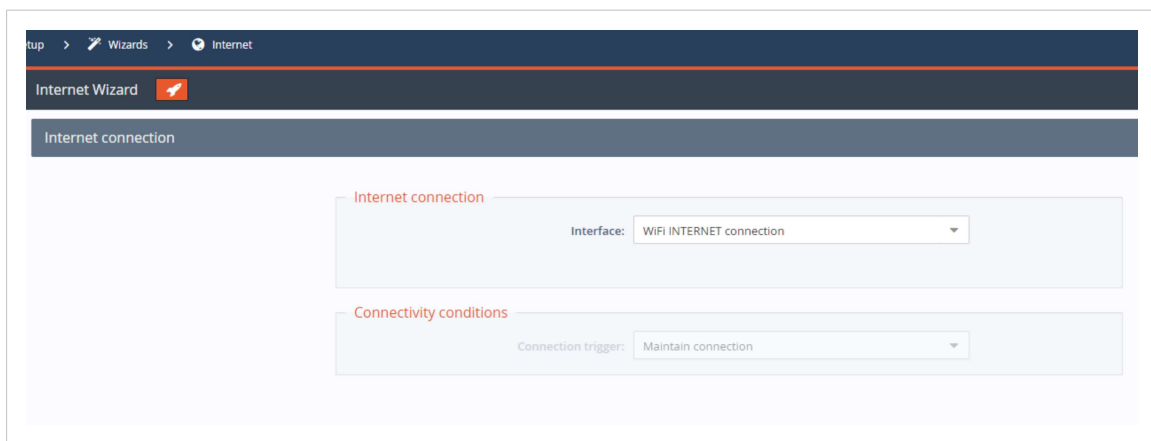 tup > Wizards > Internet
Internet Wizard
Internet connection
Internet connection
Interface: WiFi INTERNET connection
Connectivity conditions
Connection trigger: Maintain connection